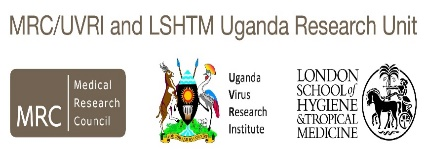 MRC/UVRI and LSHTM Uganda Research Unit
MRC
Medical
Research
Council
Uganda
Virus
Research
Institute
LONDON
SCHOOL of
HYGIENE
&TROPICAL
MEDICINE